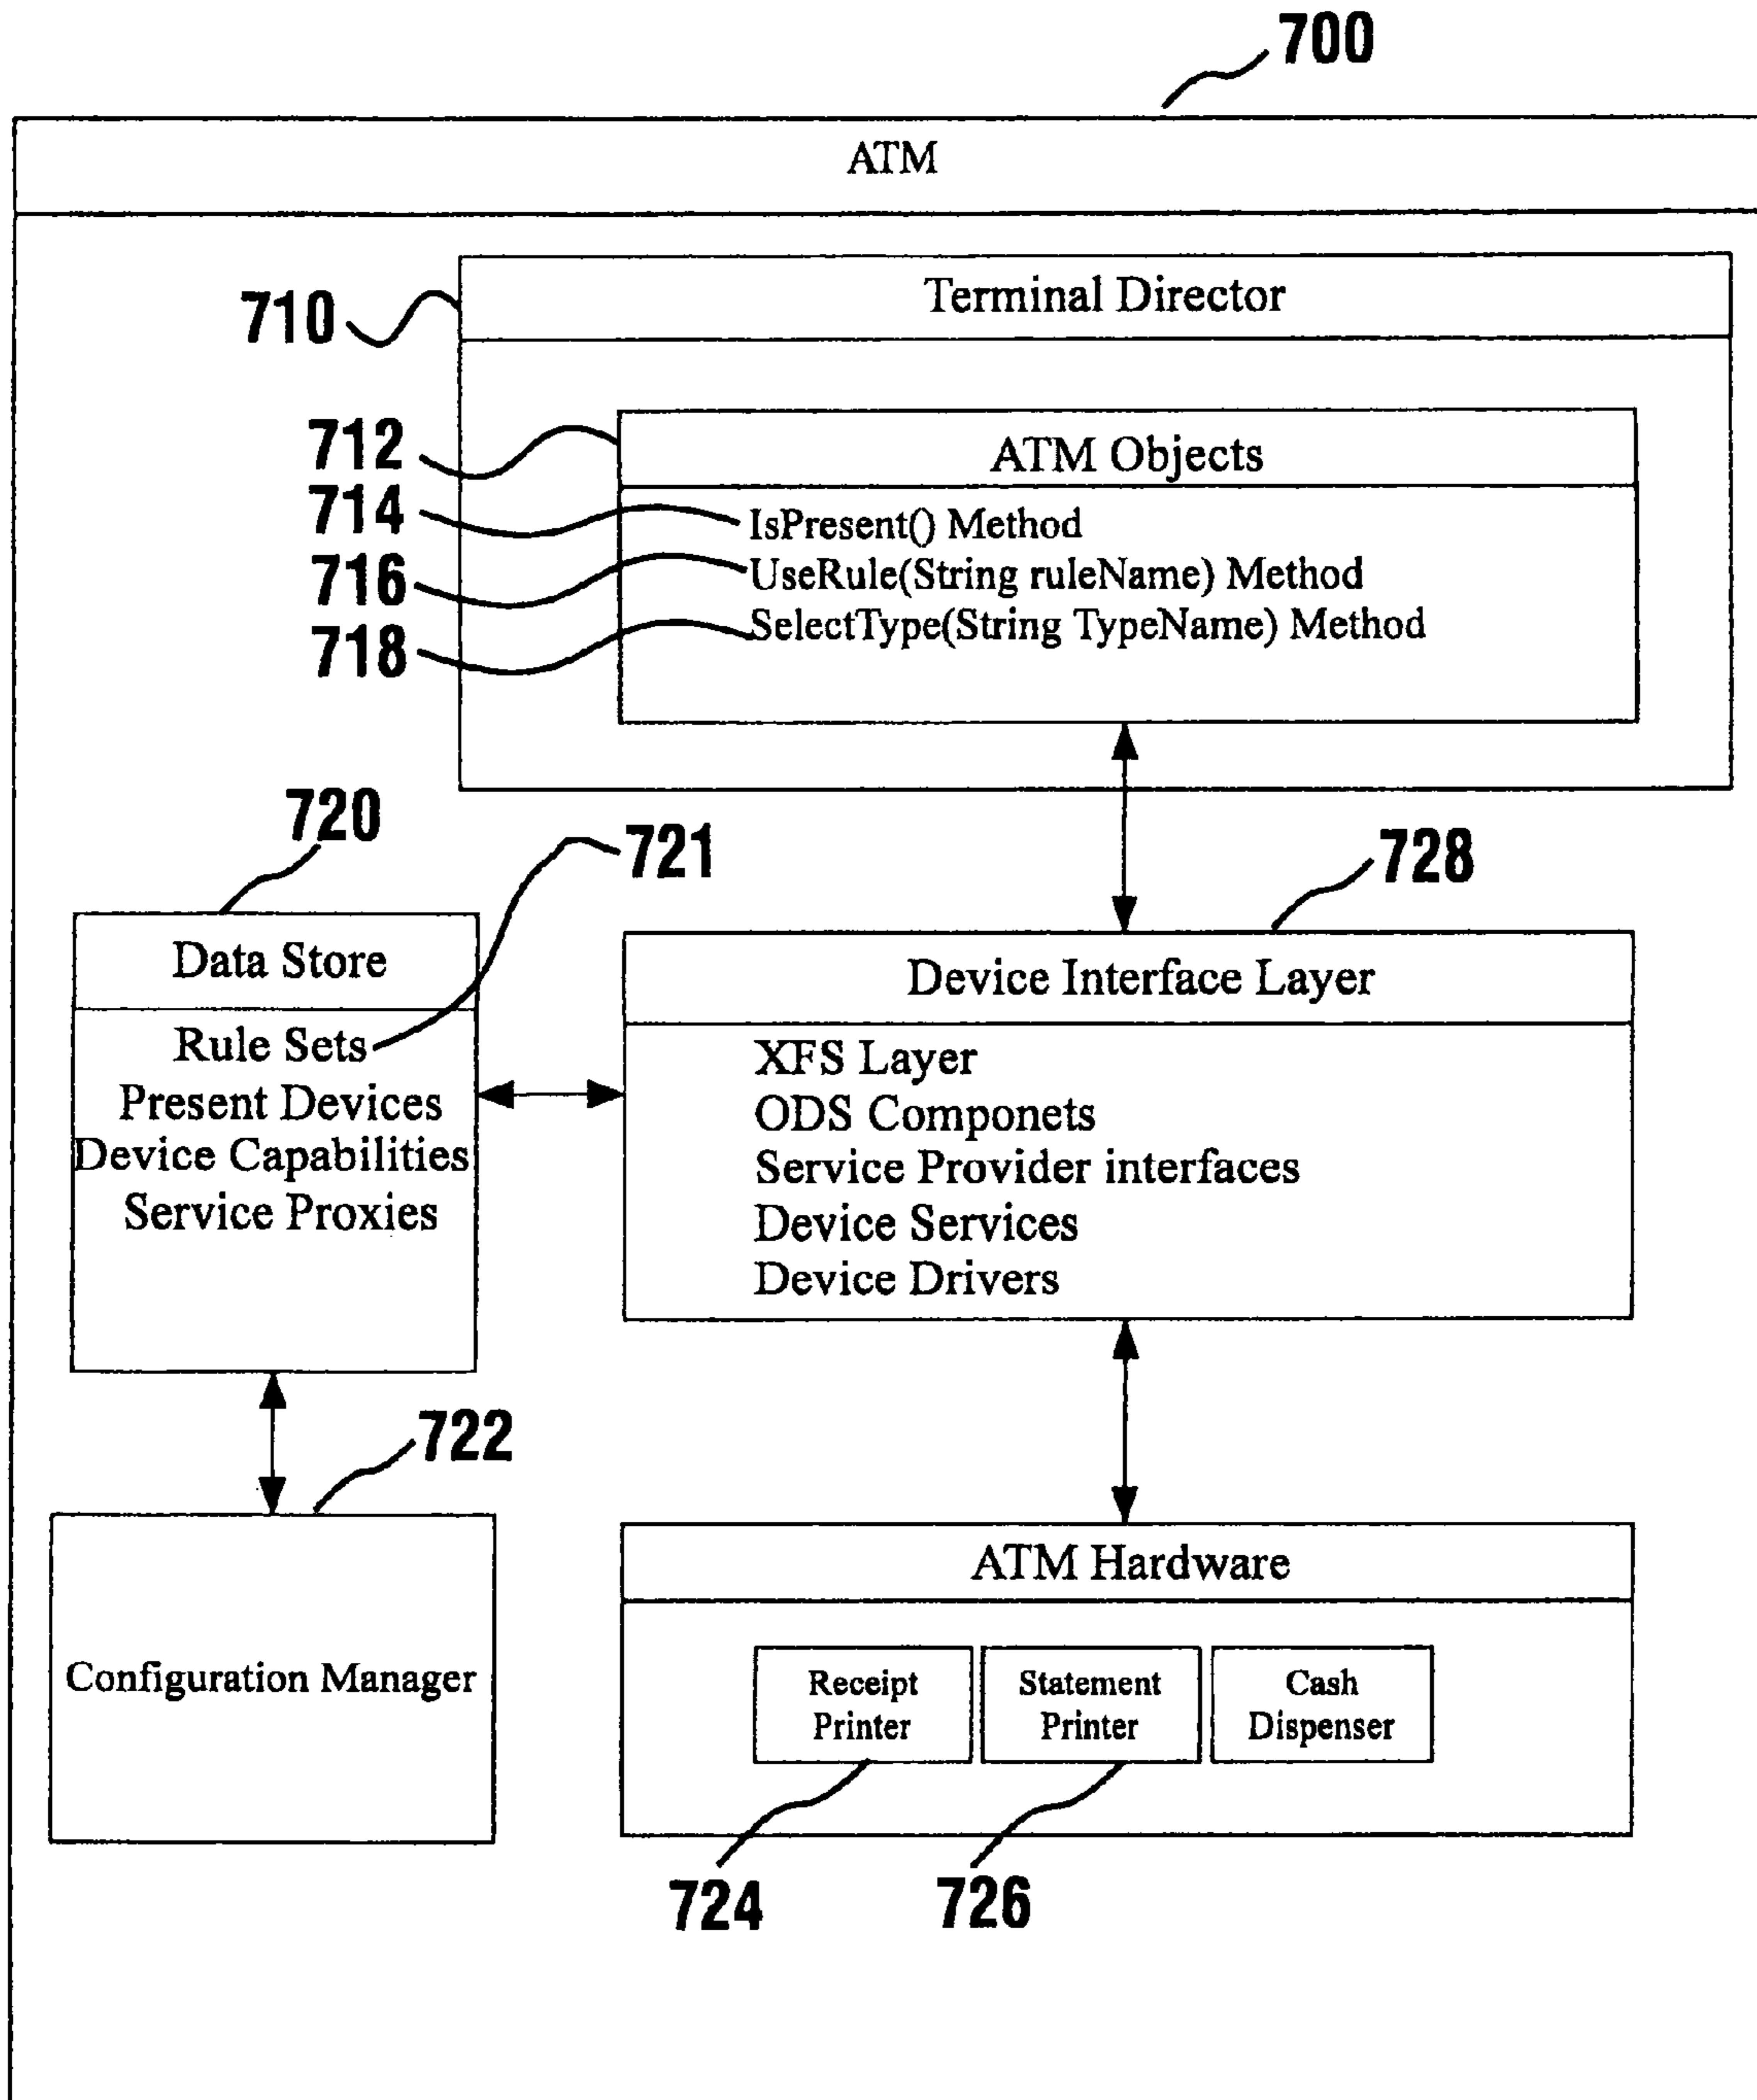 700
ATM
Terminal Director
710
712
ATM Objects
714
IsPresent() Method
716
UseRule(String ruleName) Method
718
SelectType(String TypeName) Method
720
721
728
Data Store
Rule Sets
Present Devices
Device Capabilities
Service Proxies
Device Interface Layer
XFS Layer
ODS Componets
Service Provider interfaces
Device Services
Device Drivers
722
Configuration Manager
ATM Hardware
Receipt
Printer
Statement
Printer
Cash
Dispenser
724
726